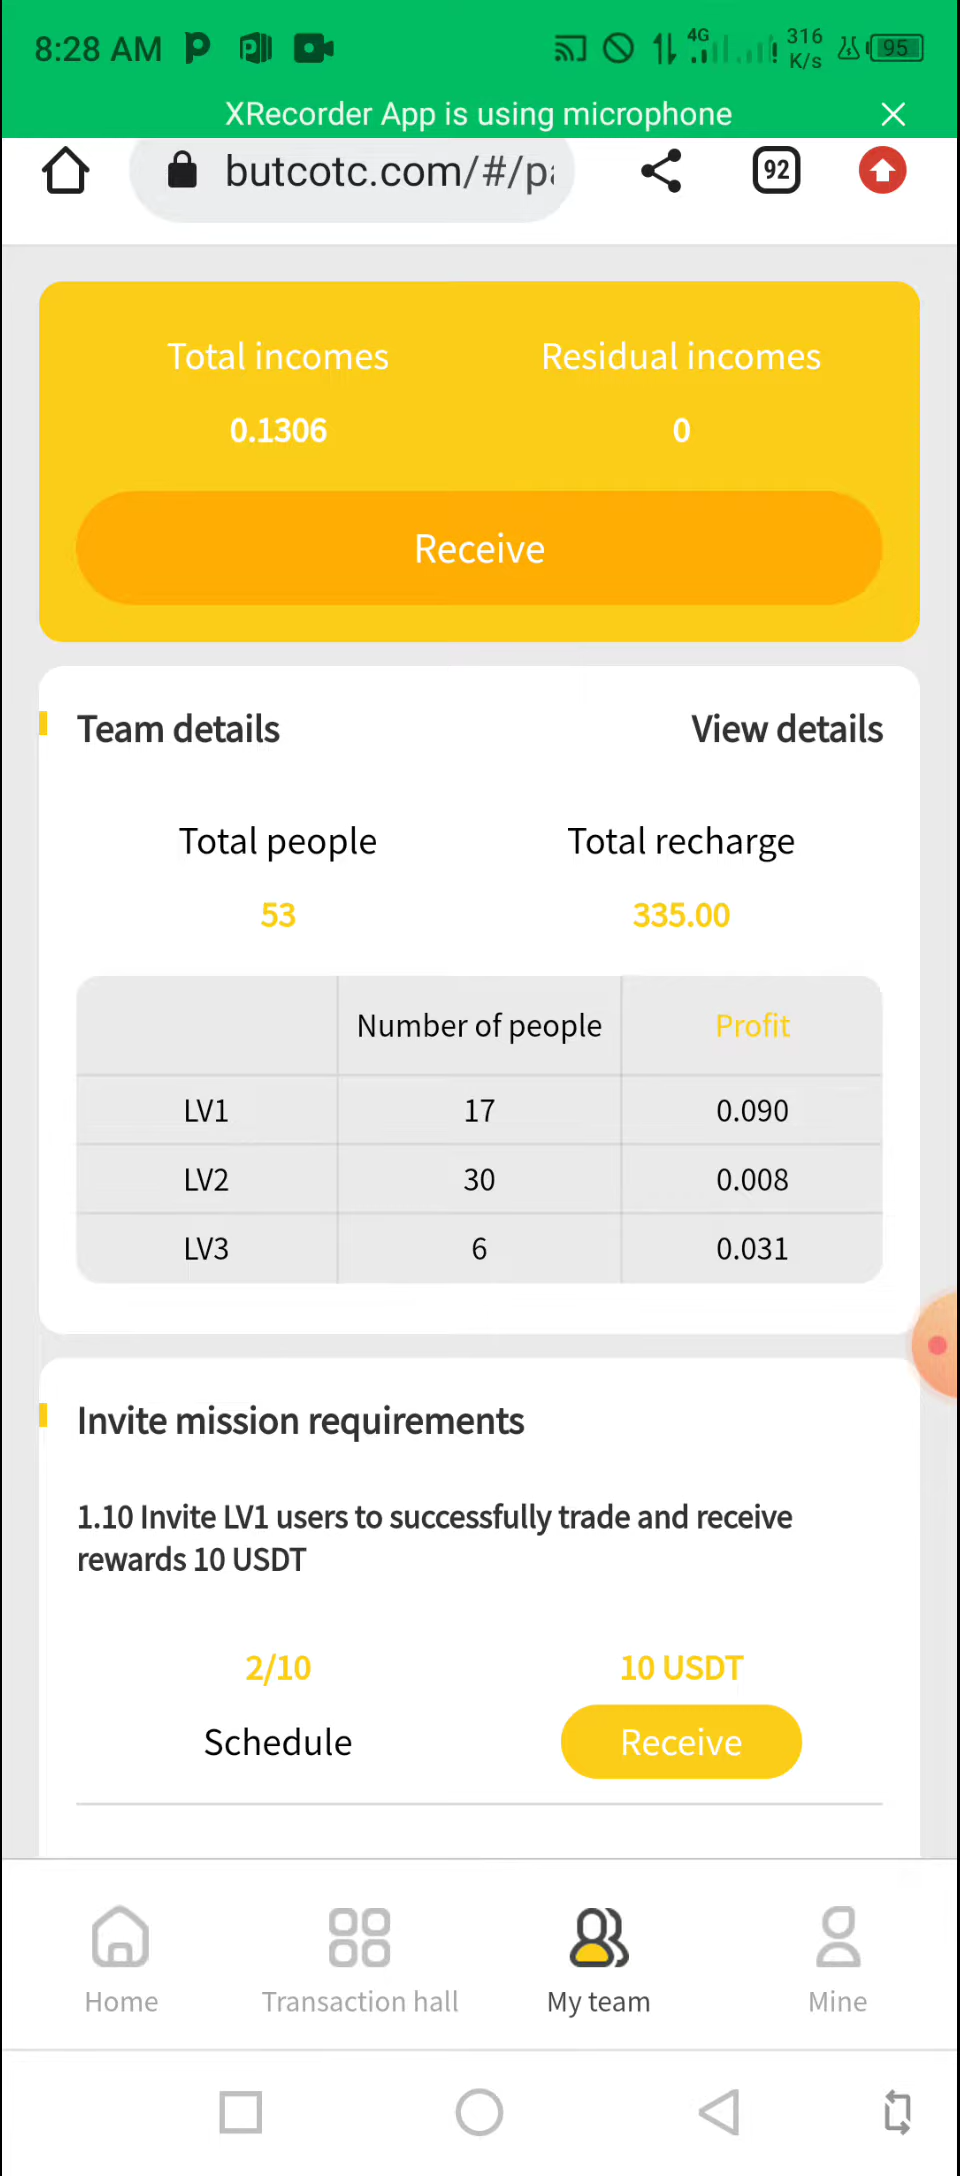 8:28 AM
4G
316
K/s
95
XRecorder App is using microphone
butcotc.com/#/pa
92
Total incomes
Residual incomes
0.1306
0
Receive
Team details
View details
Total people
Total recharge
53
335.00
Number of people
Profit
LV1
17
0.090
LV2
30
0.008
LV3
6
0.031
Invite mission requirements
1.10 Invite LV1 users to successfully trade and receive
rewards 10 USDT
2/10
10 USDT
Schedule
Receive
Home
Transaction hall
My team
Mine